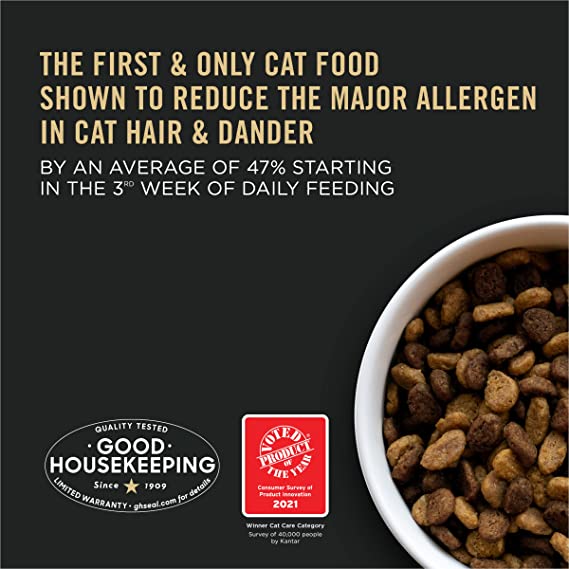 THE FIRST & ONLY CAT FOOD
SHOWN TO REDUCE THE MAJOR ALLERGEN
IN CAT HAIR & DANDER
BY AN AVERAGE OF 47% STARTING
IN THE 3RD WEEK OF DAILY FEEDING
QUALITY TESTED
· GOOD ·
HOUSEKEEPING
Since ★ 1909
LIMITED WARRANTY · ghseal.com for details
VOTED
PRODUCT
OF
THE YEAR
Consumer Survey of
Product Innovation
2021
Winner Cat Care Category
Survey of 40,000 people
by Kantar